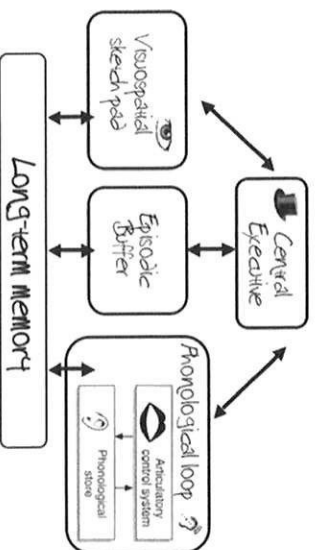 Central
Executive
Visuospatial
sketch pad
Episodic
Buffer
Phonological loop
Articulatory
control system
Phonological
store
Long-term memory